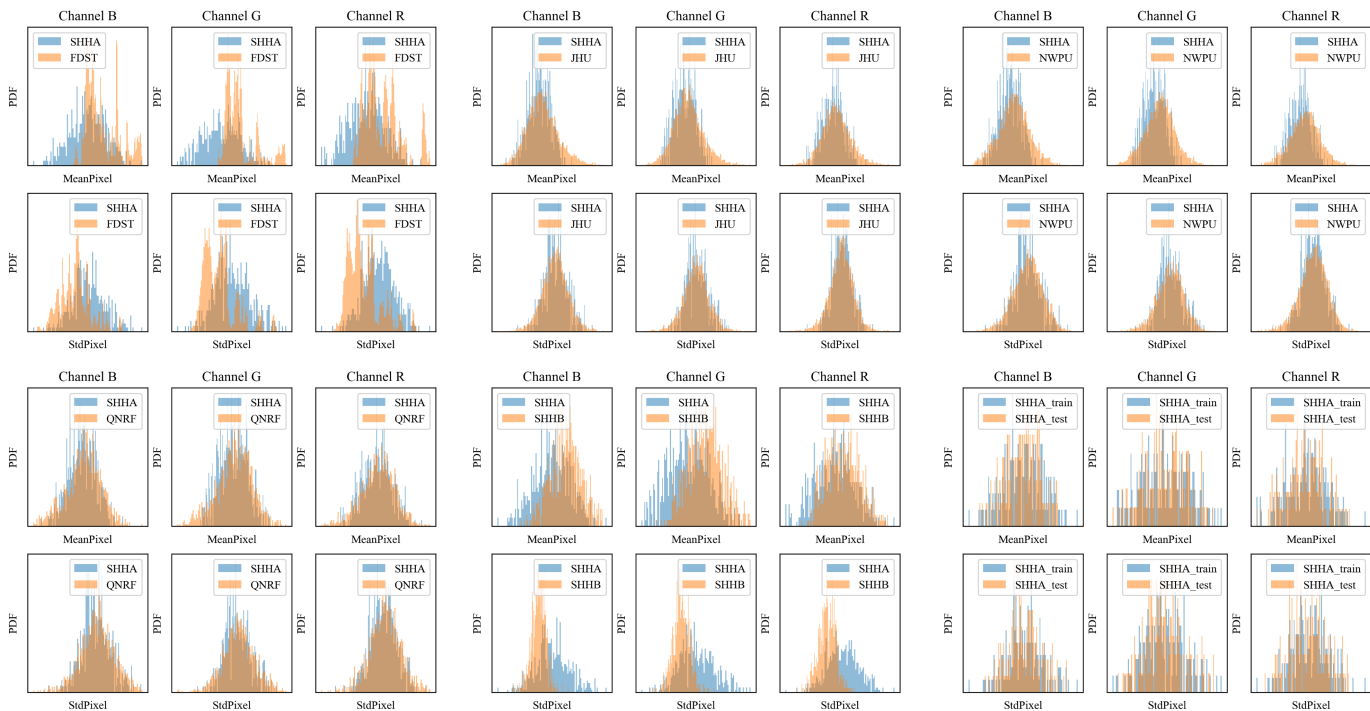 Channel B
Channel G
Channel R
PDF
SHHA
FDST
MeanPixel
PDF
SHHA
FDST
MeanPixel
PDF
SHHA
FDST
MeanPixel
PDF
SHHA
FDST
StdPixel
PDF
SHHA
FDST
StdPixel
PDF
SHHA
FDST
StdPixel
Channel B
Channel G
Channel R
PDF
SHHA
JHU
MeanPixel
PDF
SHHA
JHU
MeanPixel
PDF
SHHA
JHU
MeanPixel
PDF
SHHA
JHU
StdPixel
PDF
SHHA
JHU
StdPixel
PDF
SHHA
JHU
StdPixel
Channel B
Channel G
Channel R
PDF
SHHA
NWPU
MeanPixel
PDF
SHHA
NWPU
MeanPixel
PDF
SHHA
NWPU
MeanPixel
PDF
SHHA
NWPU
StdPixel
PDF
SHHA
NWPU
StdPixel
PDF
SHHA
NWPU
StdPixel
Channel B
Channel G
Channel R
PDF
SHHA
QNRF
MeanPixel
PDF
SHHA
QNRF
MeanPixel
PDF
SHHA
QNRF
MeanPixel
PDF
SHHA
QNRF
StdPixel
PDF
SHHA
QNRF
StdPixel
PDF
SHHA
QNRF
StdPixel
Channel B
Channel G
Channel R
PDF
SHHA
SHHB
MeanPixel
PDF
SHHA
SHHB
MeanPixel
PDF
SHHA
SHHB
MeanPixel
PDF
SHHA
SHHB
StdPixel
PDF
SHHA
SHHB
StdPixel
PDF
SHHA
SHHB
StdPixel
Channel B
Channel G
Channel R
PDF
SHHA_train
SHHA_test
MeanPixel
PDF
SHHA_train
SHHA_test
MeanPixel
PDF
SHHA_train
SHHA_test
MeanPixel
PDF
SHHA_train
SHHA_test
StdPixel
PDF
SHHA_train
SHHA_test
StdPixel
PDF
SHHA_train
SHHA_test
StdPixel